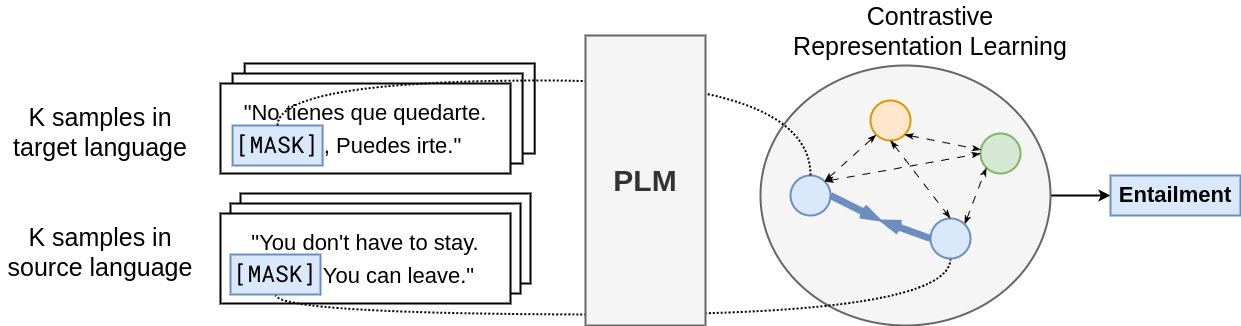 Contrastive
Representation Learning
K samples in
target language
"No tienes que quedarte.
[MASK], Puedes irte."
PLM
Entailment
K samples in
source language
"You don't have to stay.
[MASK] You can leave."